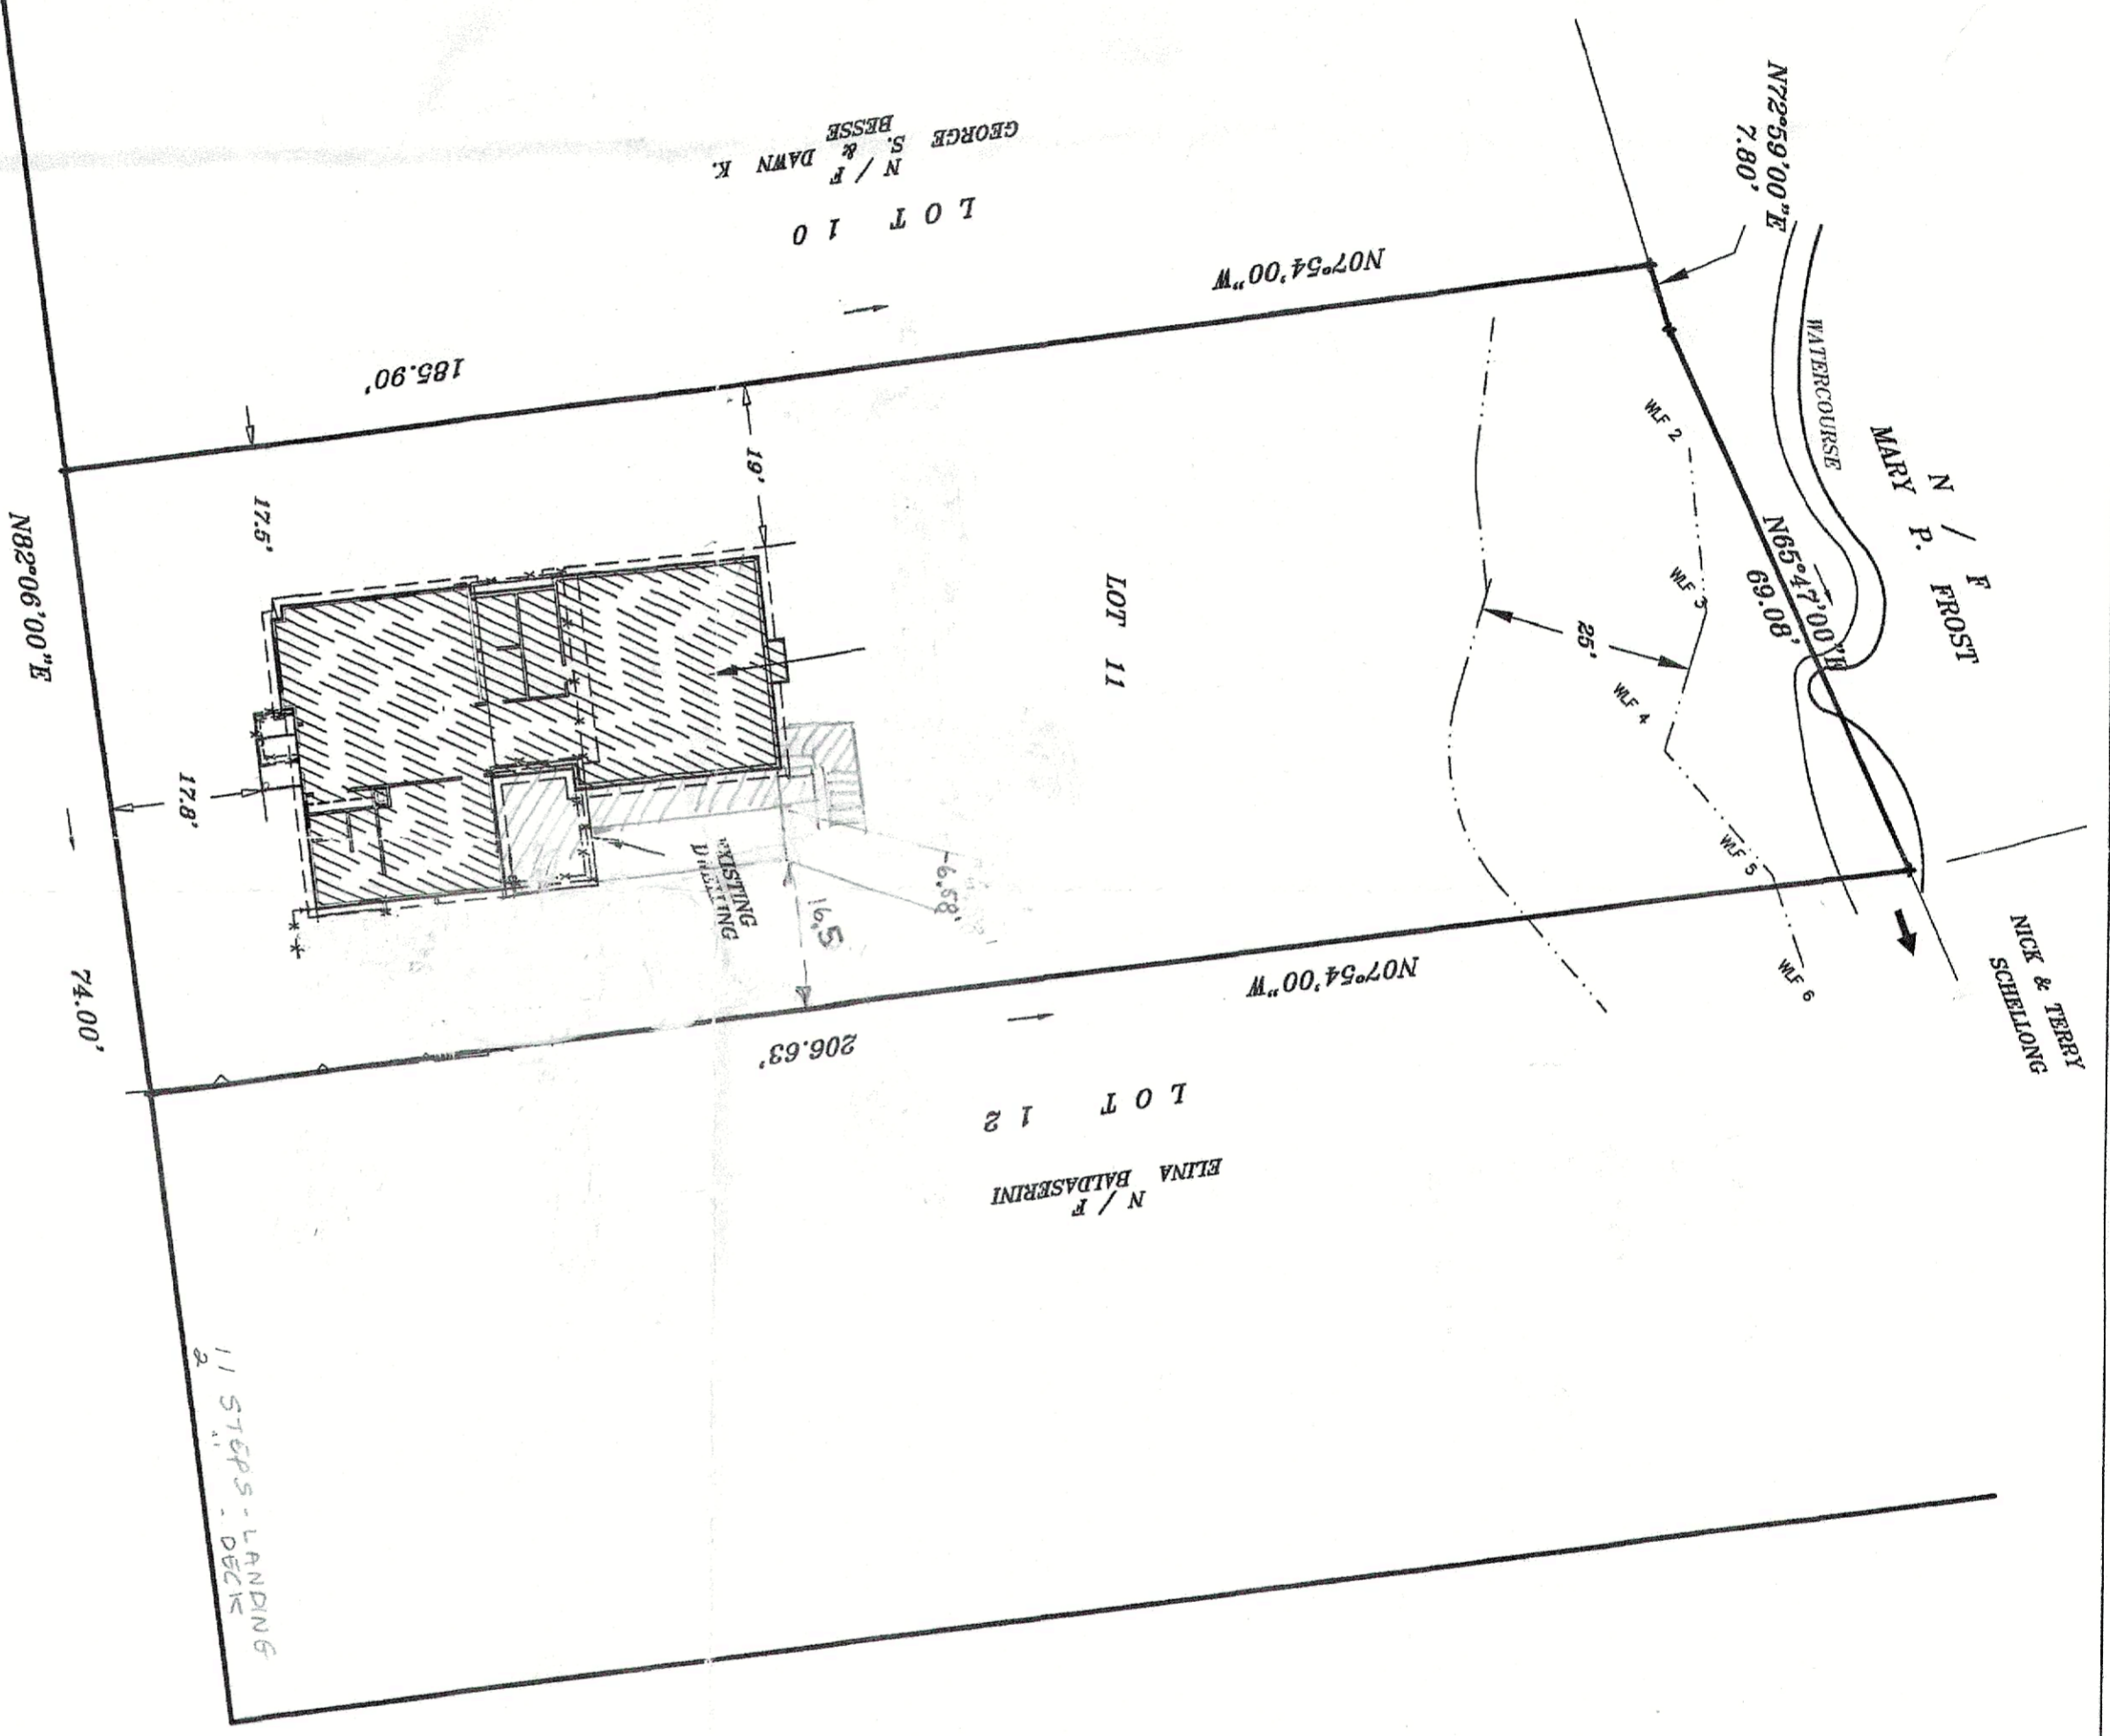 N72°59'00"E
7.80'
GEORGE S. & DAWN K.
BESSE
N / F
LOT 10
N07°54'00"W
185.90'
WATERCOURSE
N / F
MARY P. FROST
N65°47'00"E
69.08'
WLF 2
WLF 3
WLF 4
WLF 5
WLF 6
25'
19'
17.5'
17.8'
LOT 11
EXISTING
DWELLING
16.5
-6.58'
N82°06'00"E
74.00'
N07°54'00"W
206.63'
NICK & TERRY
SCHELLONG
LOT 12
N / F
ELINA BALDASERINI
11 STEPS - LANDING
2 " - DECK